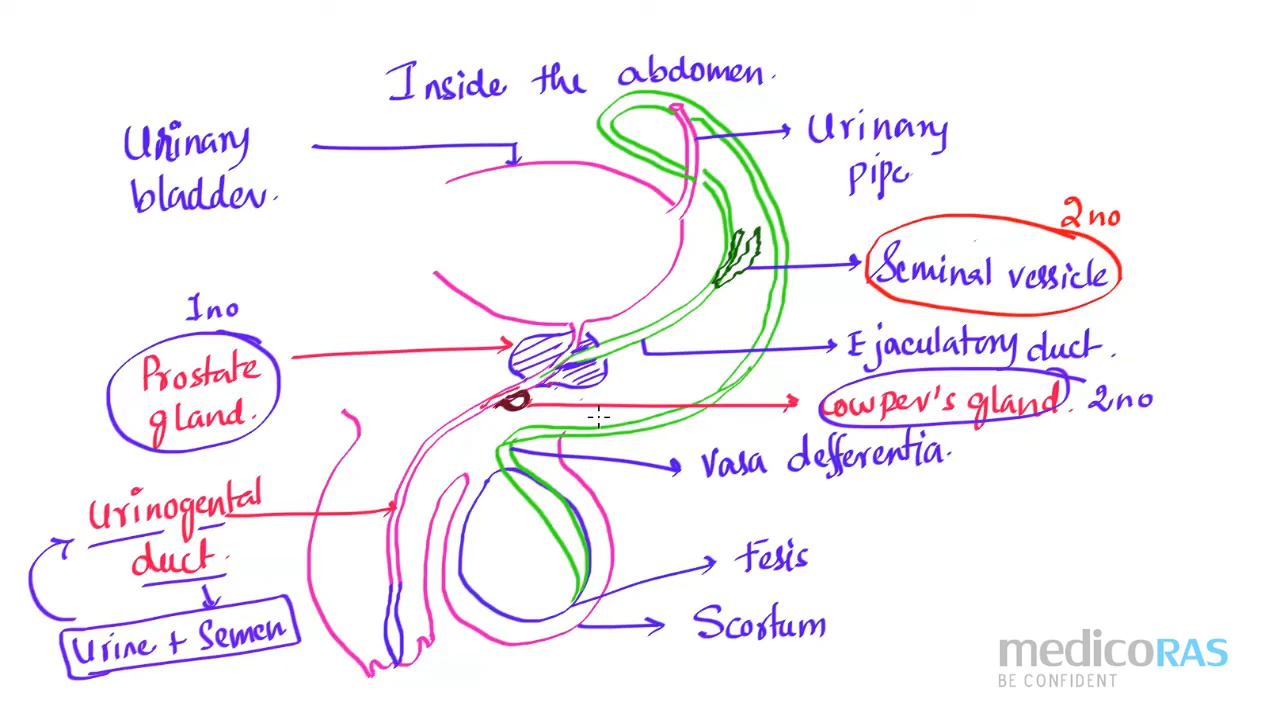 Inside the abdomen.
Urinary
bladder.
Urinary
pipe
2no
Seminal vessicle
1no
Prostate
gland.
Ejaculatory duct.
Cowper's gland. 2no
Vasa defferentia.
Urinogental
duct.
Urine + Semen
Tesis
Scortum
medicoRAS
BE CONFIDENT